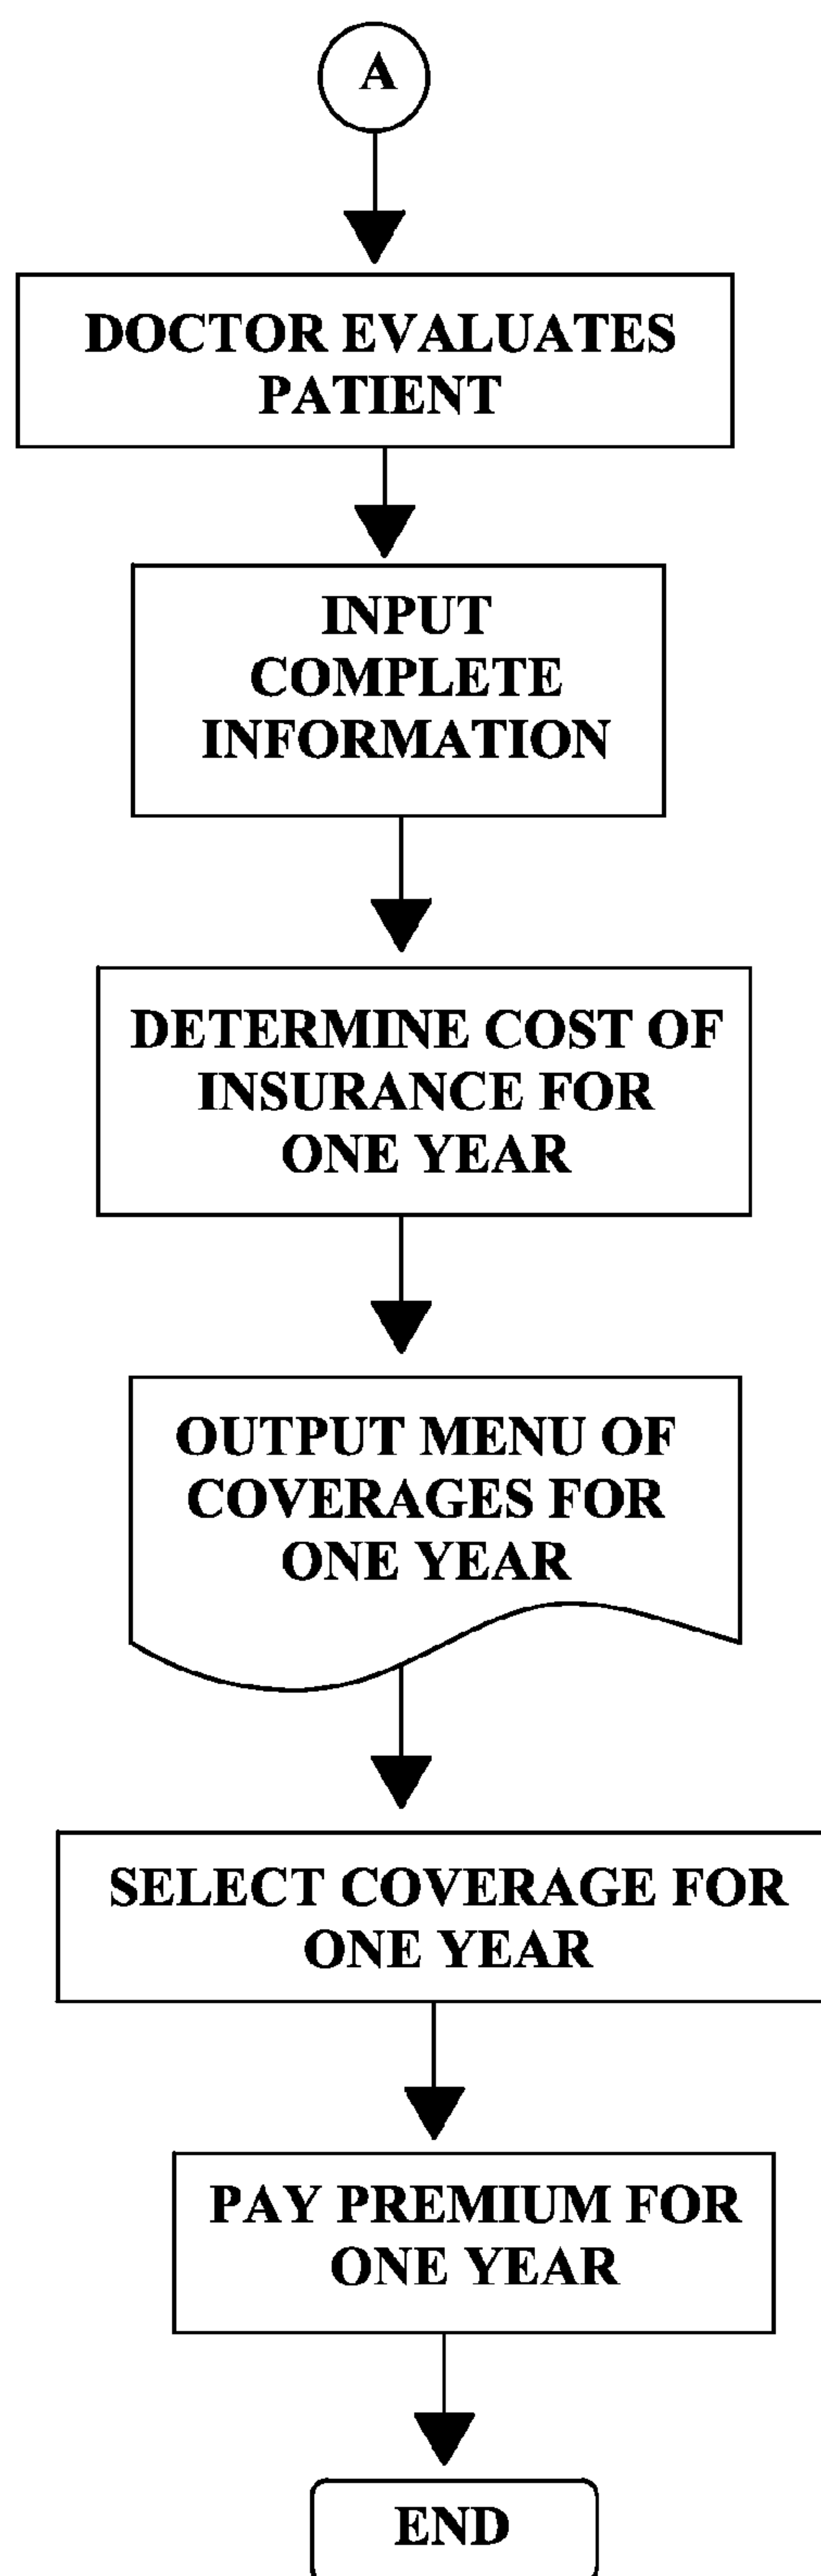 A
DOCTOR EVALUATES
PATIENT
INPUT
COMPLETE
INFORMATION
DETERMINE COST OF
INSURANCE FOR
ONE YEAR
OUTPUT MENU OF
COVERAGES FOR
ONE YEAR
SELECT COVERAGE FOR
ONE YEAR
PAY PREMIUM FOR
ONE YEAR
END